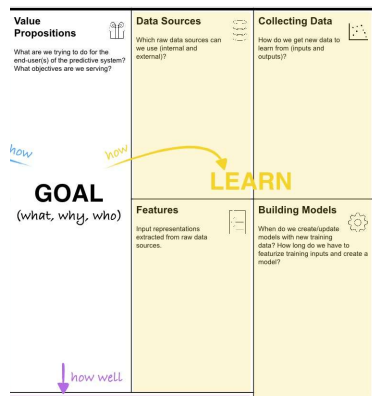 Value
Propositions
What are we trying to do for the
end-user(s) of the predictive system?
What objectives are we serving?
how
how
GOAL
(what, why, who)
how well
Data Sources
Which raw data sources can
we use (internal and
external)?
Collecting Data
How do we get new data to
learn from (inputs and
outputs)?
LEARN
Features
Input representations
extracted from raw data
sources.
Building Models
When do we create/update
models with new training
data? How long do we have to
featurize training inputs and create a
model?